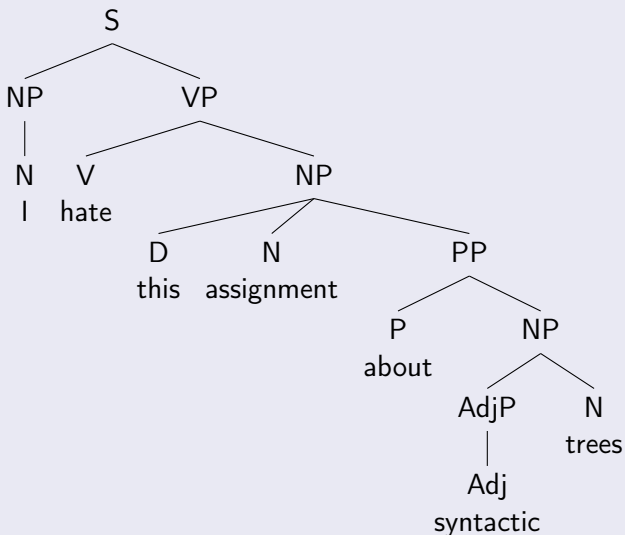 S
NP VP
N V NP
I hate
D N PP
this assignment
P NP
about
AdjP N
trees
Adj
syntactic